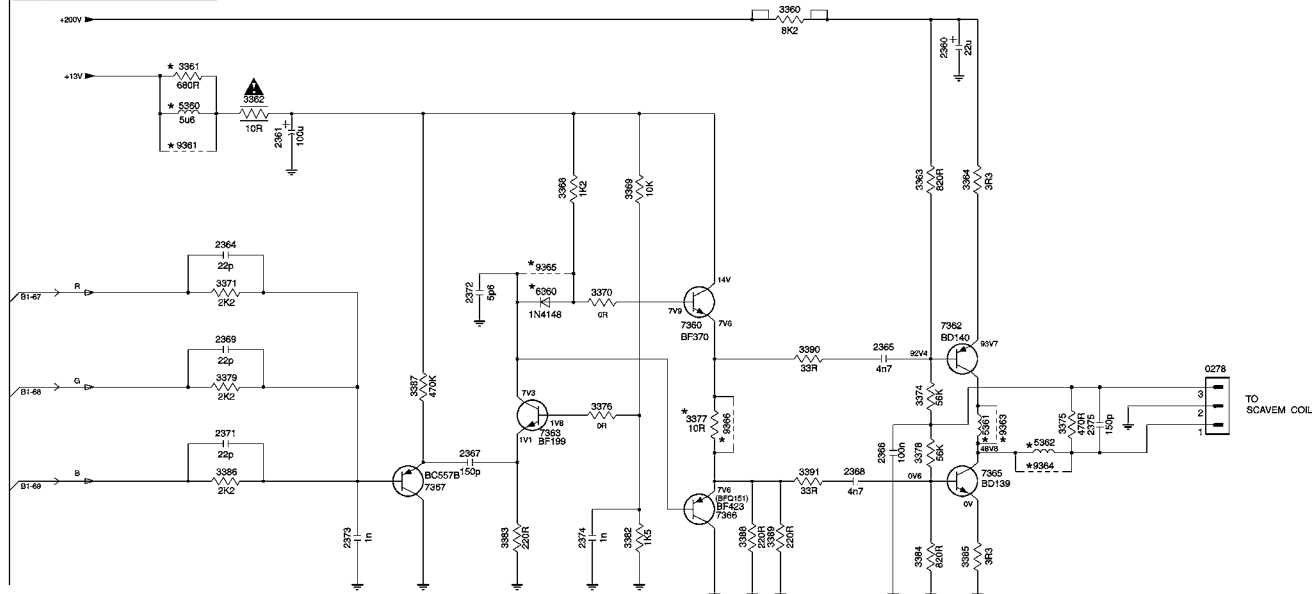 +200V
3360
8K2
2360
+
22u
+13V
* 3361
680R
* 5360
5u6
* 9361
3362
10R
2361
+
100u
3368
1K2
3369
10K
3363
820R
3364
3R3
2364
22p
3371
2K2
B1-67
R
2369
22p
3379
2K2
B1-68
G
2371
22p
3386
2K2
B1-69
B
2373
1n
3387
470K
BC557B
7367
2367
150p
2372
5p6
* 9365
* 6360
1N4148
3370
0R
7V3
1V8
7363
BF199
1V1
3376
0R
3383
220R
2374
1n
3382
1K5
14V
7V9
7V6
7360
BF370
* 3377
10R
9366
*
7V6
(BFQ151)
BF423
7366
3388
220R
3389
220R
3390
33R
2365
4n7
92V4
3391
33R
2368
4n7
0V6
2366
100n
3374
56K
3378
56K
3384
820R
3385
3R3
7362
BD140
93V7
* 5361
* 9363
48V8
7365
BD139
0V
* 5362
* 9364
3375
470R
2375
150p
0278
3
2
1
TO
SCAVEM COIL